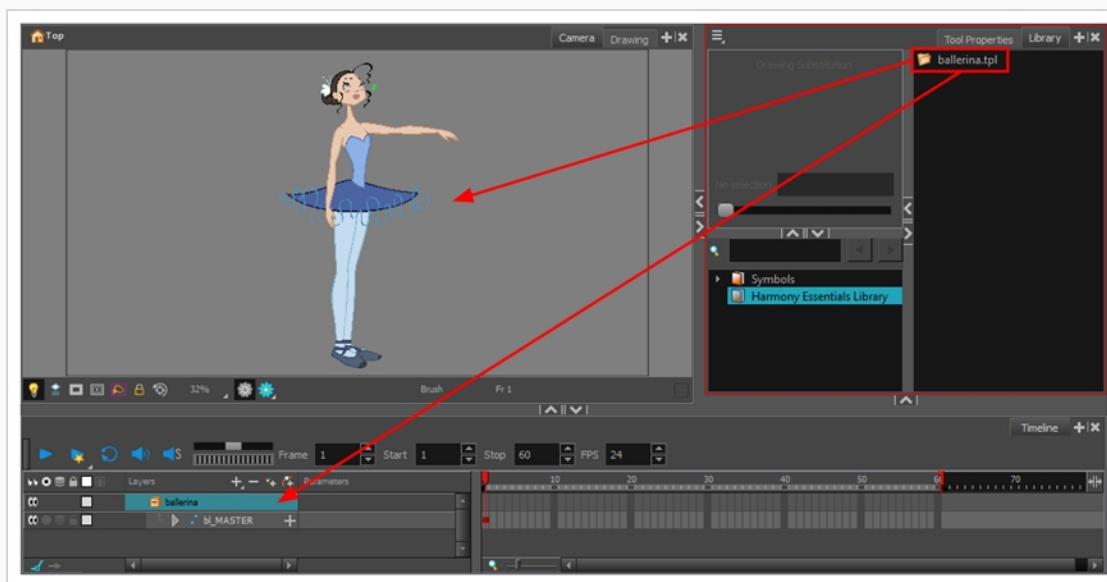 Top
Camera Drawing
Tool Properties Library
Drawing Substitution
ballerina.tpl
No selection
Symbols
Harmony Essentials Library
32% Brush Fr 1
Timeline
Frame 1 Start 1 Stop 60 FPS 24
Layers Parameters
10 20 30 40 50 60 70
ballerina
bl_MASTER